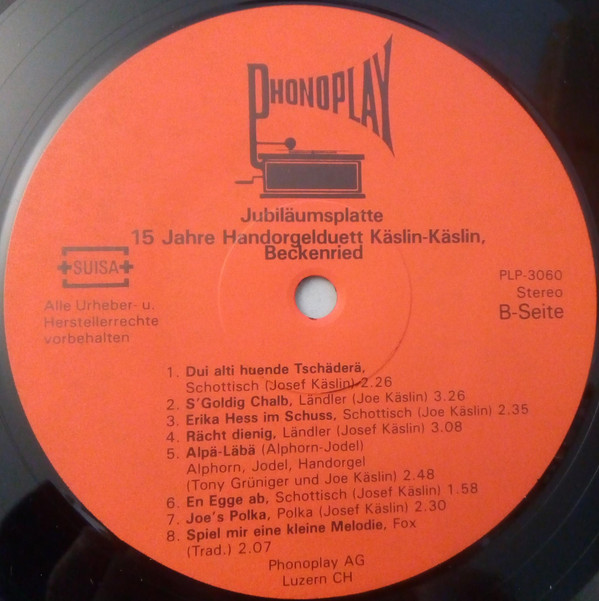 PHONOPLAY
Jubiläumsplatte
15 Jahre Handorgelduett Käslin-Käslin,
Beckenried
+SUISA+
Alle Urheber- u.
Herstellerrechte
vorbehalten
PLP-3060
Stereo
B-Seite
1. Dui alti huende Tschäderä,
Schottisch (Josef Käslin) 2.26
2. S'Goldig Chalb, Ländler (Joe Käslin) 3.26
3. Erika Hess im Schuss, Schottisch (Joe Käslin) 2.35
4. Rächt dienig, Ländler (Josef Käslin) 3.08
5. Alpä-Läbä (Alphorn-Jodel)
Alphorn, Jodel, Handorgel
(Tony Grüniger und Joe Käslin) 2.48
6. En Egge ab, Schottisch (Josef Käslin) 1.58
7. Joe's Polka, Polka (Josef Käslin) 2.30
8. Spiel mir eine kleine Melodie, Fox
(Trad.) 2.07
Phonoplay AG
Luzern CH